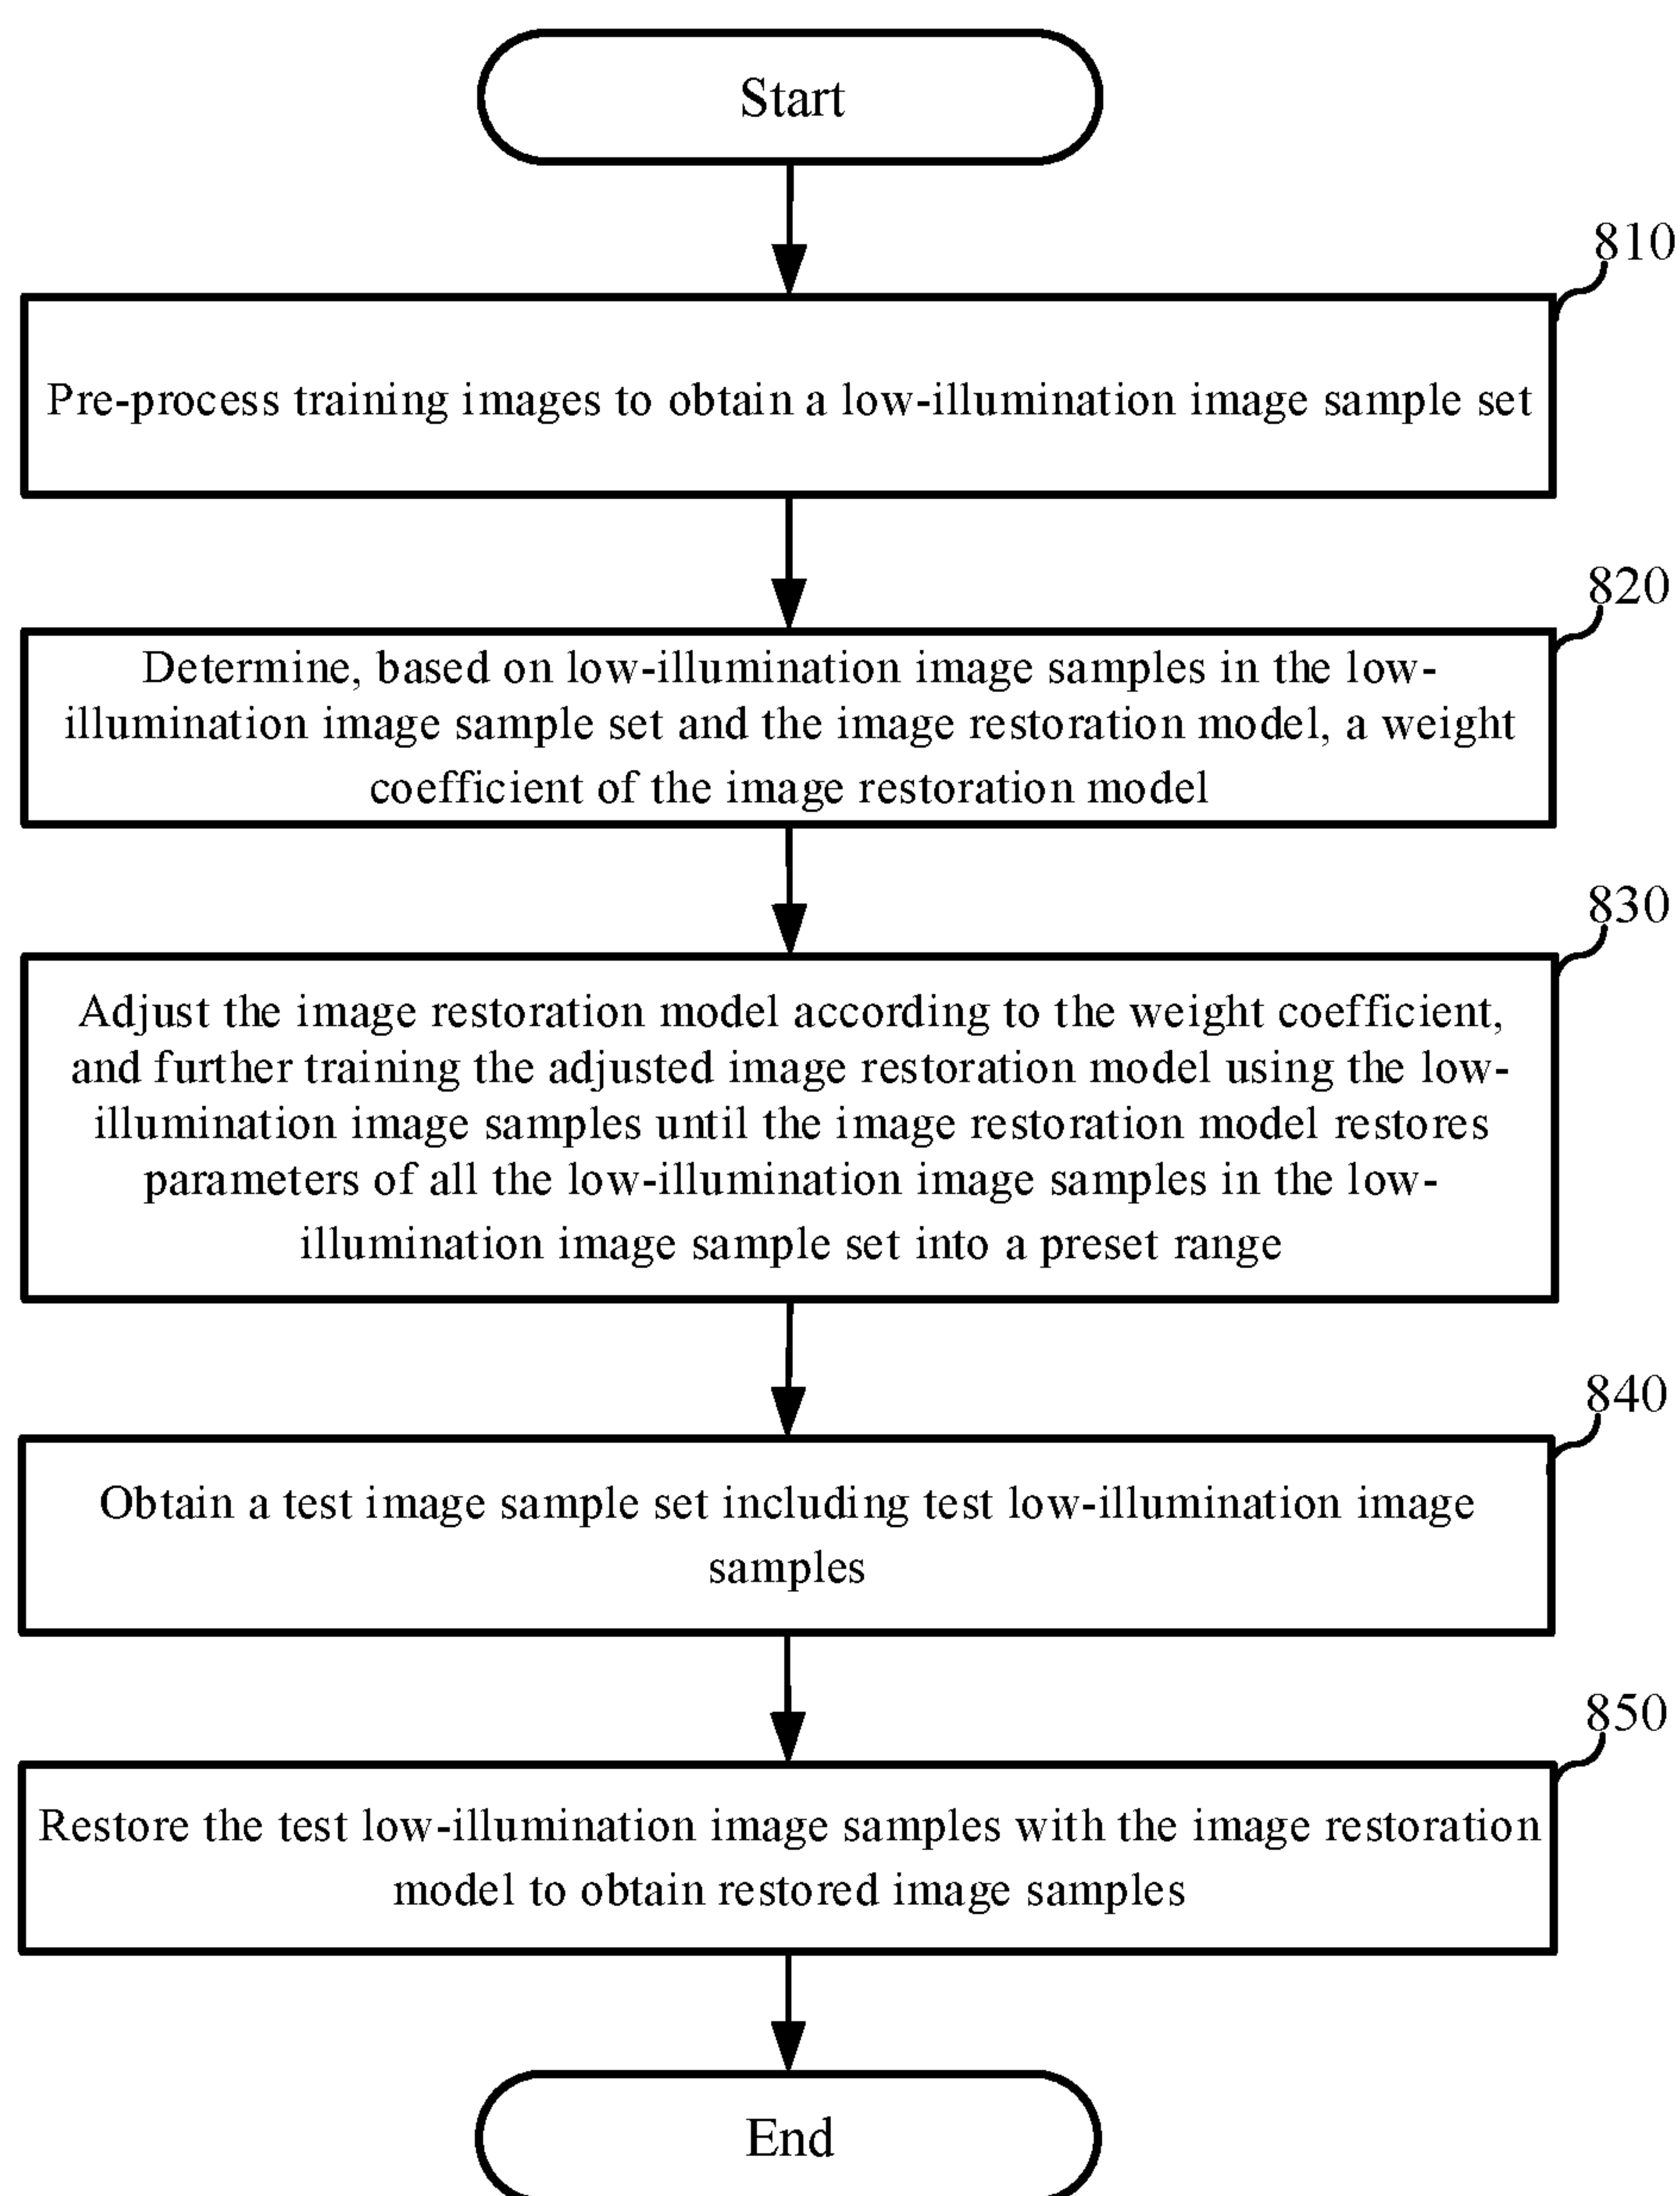 Start
810
Pre-process training images to obtain a low-illumination image sample set
820
Determine, based on low-illumination image samples in the low-
illumination image sample set and the image restoration model, a weight
coefficient of the image restoration model
830
Adjust the image restoration model according to the weight coefficient,
and further training the adjusted image restoration model using the low-
illumination image samples until the image restoration model restores
parameters of all the low-illumination image samples in the low-
illumination image sample set into a preset range
840
Obtain a test image sample set including test low-illumination image
samples
850
Restore the test low-illumination image samples with the image restoration
model to obtain restored image samples
End